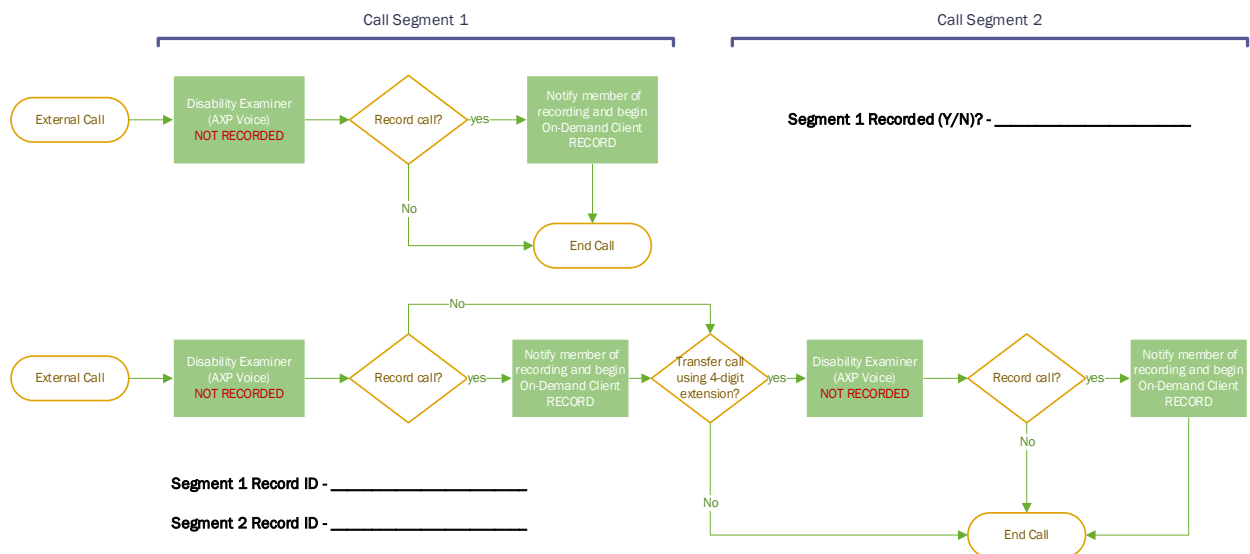 Call Segment 1
Call Segment 2
External Call
Disability Examiner
(AXP Voice)
NOT RECORDED
Record call?
yes
Notify member of
recording and begin
On-Demand Client
RECORD
No
End Call
Segment 1 Recorded (Y/N)? - ______________________
No
External Call
Disability Examiner
(AXP Voice)
NOT RECORDED
Record call?
yes
Notify member of
recording and begin
On-Demand Client
RECORD
Transfer call
using 4-digit
extension?
yes
Disability Examiner
(AXP Voice)
NOT RECORDED
Record call?
yes
Notify member of
recording and begin
On-Demand Client
RECORD
No
No
End Call
Segment 1 Record ID - ______________________
Segment 2 Record ID - ______________________